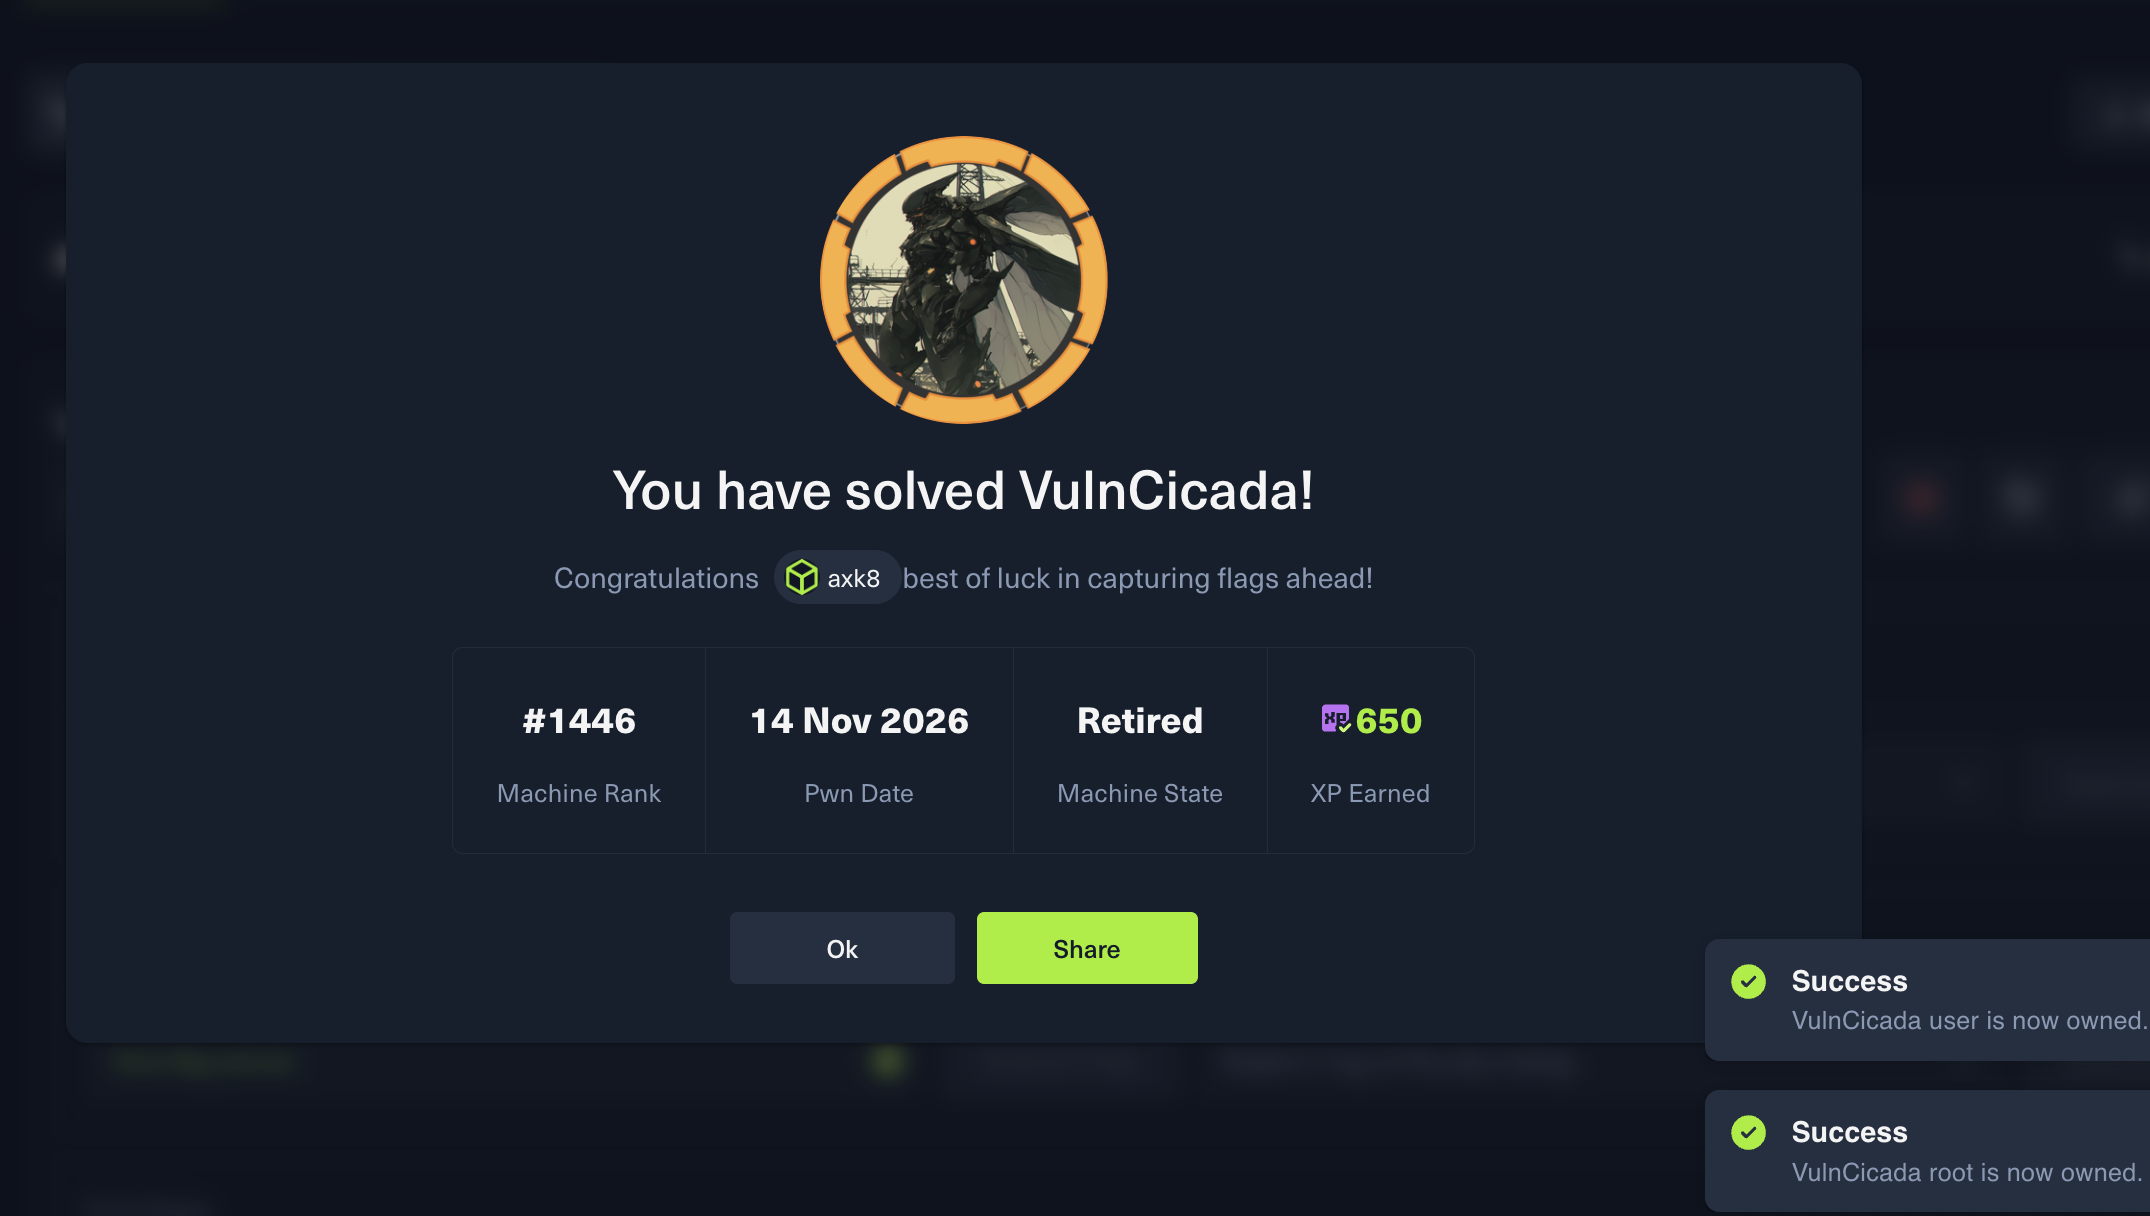 You have solved VulnCicada!
Congratulations axk8 best of luck in capturing flags ahead!
#1446
Machine Rank
14 Nov 2026
Pwn Date
Retired
Machine State
XP 650
XP Earned
Ok
Share
Success
VulnCicada user is now owned.
Success
VulnCicada root is now owned.